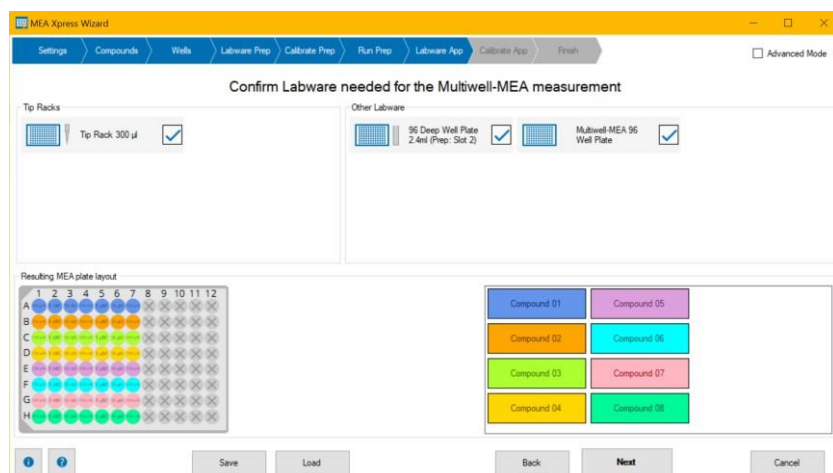 MEA Xpress Wizard
Settings
Compounds
Wells
Labware Prep
Calibrate Prep
Run Prep
Labware App
Calibrate App
Finish
Advanced Mode
Confirm Labware needed for the Multiwell-MEA measurement
Tip Racks
Tip Rack 300 µl
Other Labware
96 Deep Well Plate
2.4ml (Prep: Slot 2)
Multiwell-MEA 96
Well Plate
Resulting MEA plate layout
1 2 3 4 5 6 7 8 9 10 11 12
A
B
C
D
E
F
G
H
Compound 01
Compound 05
Compound 02
Compound 06
Compound 03
Compound 07
Compound 04
Compound 08
Save
Load
Back
Next
Cancel